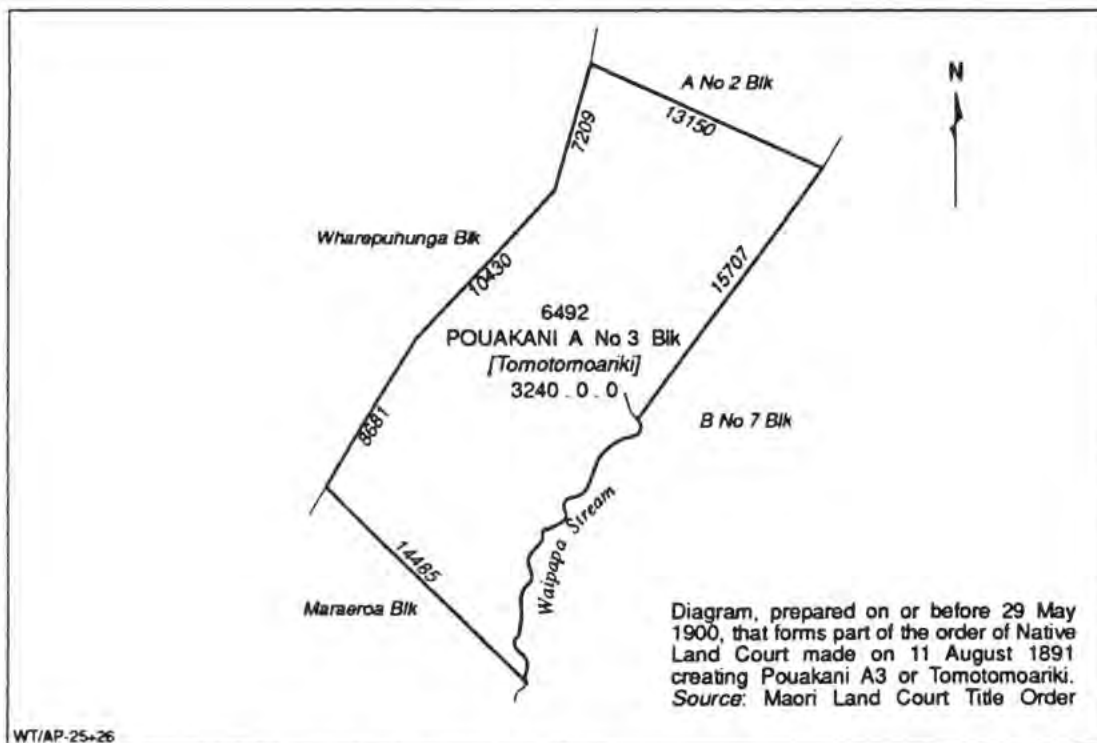 A No 2 Blk
N
13150
7209
Wharepuhunga Blk
10430
15707
6492
POUAKANI A No 3 Blk
[Tomotomoariki]
3240 . 0 . 0
B No 7 Blk
8681
Waipapa Stream
14485
Maraeroa Blk
Diagram, prepared on or before 29 May
1900, that forms part of the order of Native
Land Court made on 11 August 1891
creating Pouakani A3 or Tomotomoariki.
Source: Maori Land Court Title Order
WT/AP-25+26